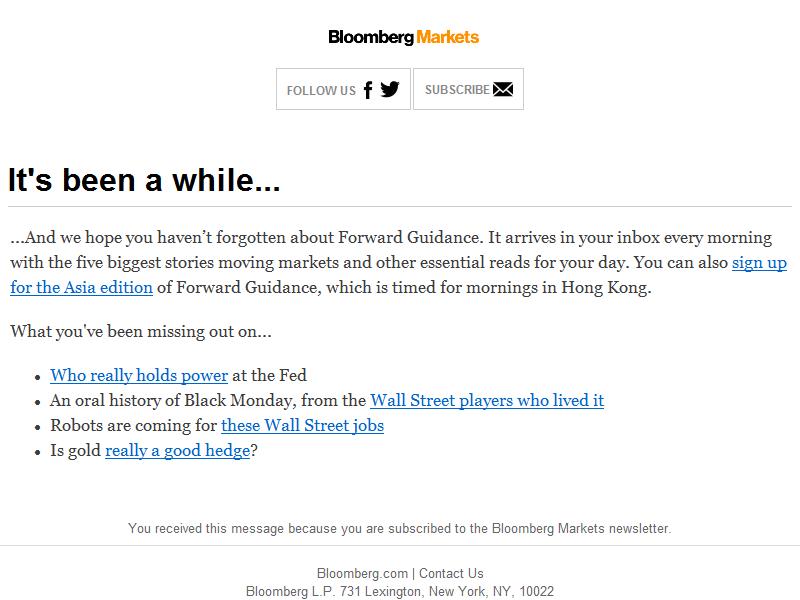 Bloomberg Markets
FOLLOW US
SUBSCRIBE
It's been a while...
...And we hope you haven’t forgotten about Forward Guidance. It arrives in your inbox every morning
with the five biggest stories moving markets and other essential reads for your day. You can also sign up
for the Asia edition of Forward Guidance, which is timed for mornings in Hong Kong.
What you've been missing out on...
• Who really holds power at the Fed
• An oral history of Black Monday, from the Wall Street players who lived it
• Robots are coming for these Wall Street jobs
• Is gold really a good hedge?
You received this message because you are subscribed to the Bloomberg Markets newsletter.
Bloomberg.com | Contact Us
Bloomberg L.P. 731 Lexington, New York, NY, 10022